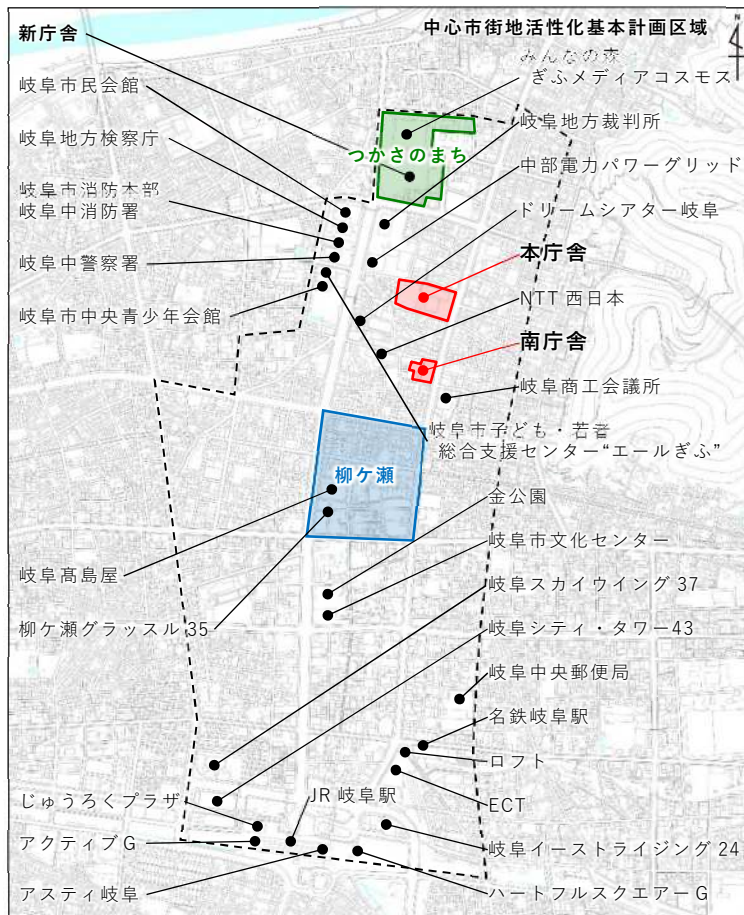 新庁舎
中心市街地活性化基本計画区域
N
みんなの森
ぎふメディアコスモス
岐阜市民会館
岐阜地方裁判所
岐阜地方検察庁
つかさのまち
中部電力パワーグリッド
岐阜市消防本部
岐阜中消防署
ドリームシアター岐阜
岐阜中警察署
本庁舎
NTT 西日本
岐阜市中央青少年会館
南庁舎
岐阜商工会議所
岐阜市子ども・若者
総合支援センター“エールぎふ”
柳ケ瀬
金公園
岐阜市文化センター
岐阜髙島屋
岐阜スカイウイング 37
柳ケ瀬グラッスル 35
岐阜シティ・タワー43
岐阜中央郵便局
名鉄岐阜駅
ロフト
じゅうろくプラザ
JR 岐阜駅
ECT
アクティブG
岐阜イーストライジング 24
アスティ岐阜
ハートフルスクエアーG